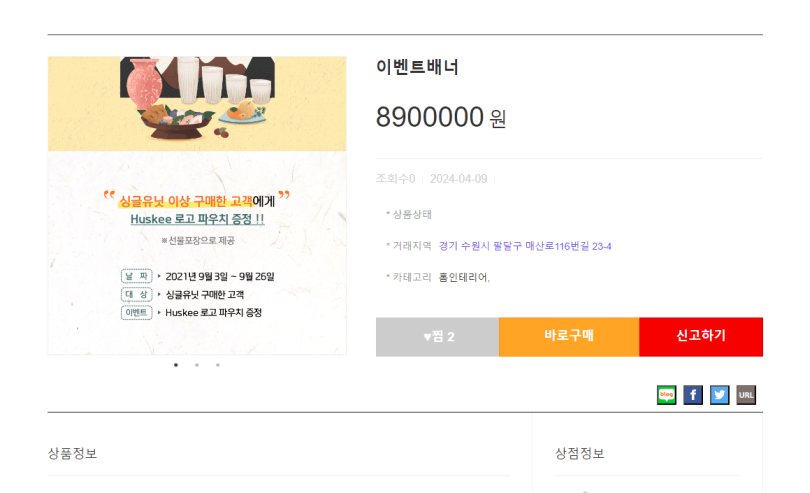 이벤트배너
8900000 원
조회수0 2024-04-09
* 상품상태
* 거래지역 경기 수원시 팔달구 매산로116번길 23-4
* 카테고리 홈인테리어,
♥찜 2 바로구매 신고하기
“ 싱글유닛 이상 구매한 고객에게 ”
Huskee 로고 파우치 증정 !!
※선물포장으로 제공
날 짜 ‣ 2021년 9월 3일 ~ 9월 26일
대 상 ‣ 싱글유닛 구매한 고객
이벤트 ‣ Huskee 로고 파우치 증정
blog f URL
상품정보
상점정보